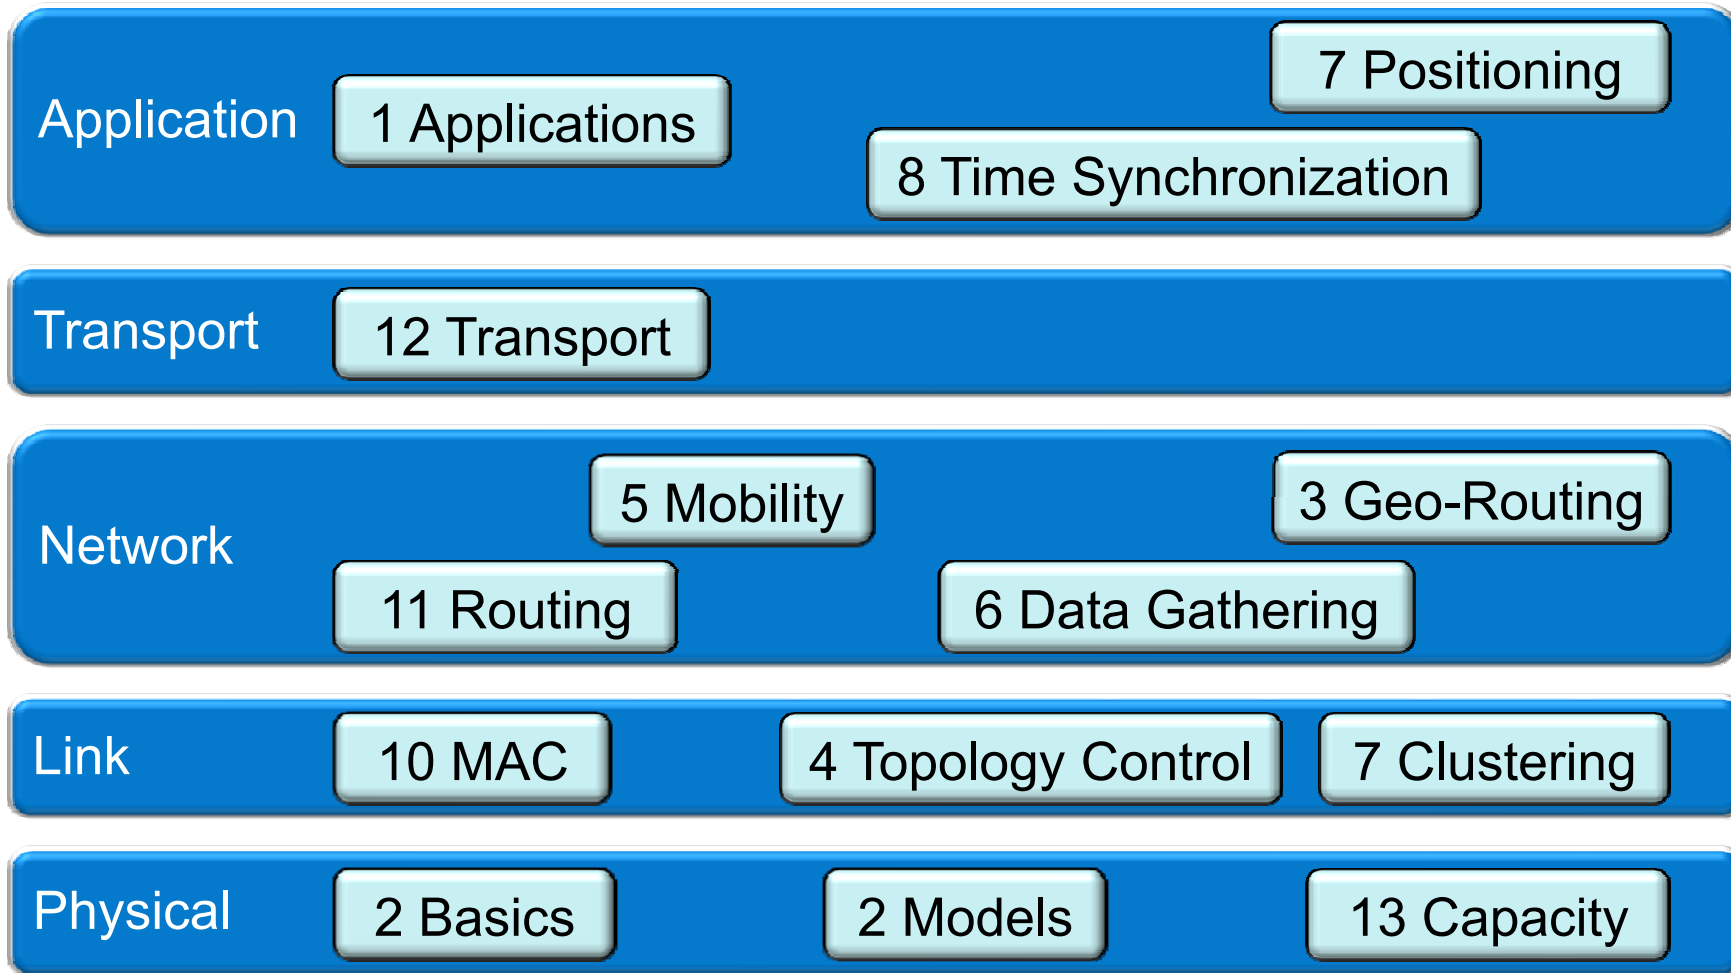 Application
1 Applications
7 Positioning
8 Time Synchronization
Transport
12 Transport
Network
5 Mobility
3 Geo-Routing
11 Routing
6 Data Gathering
Link
10 MAC
4 Topology Control
7 Clustering
Physical
2 Basics
2 Models
13 Capacity